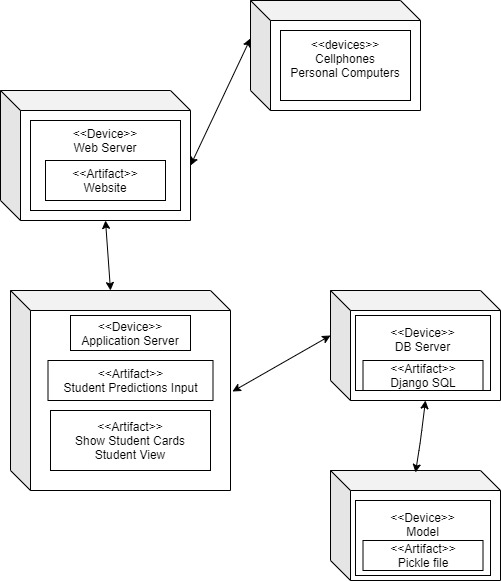 <<devices>>
Cellphones
Personal Computers
<<Device>>
Web Server
<<Artifact>>
Website
<<Device>>
Application Server
<<Artifact>>
Student Predictions Input
<<Artifact>>
Show Student Cards
Student View
<<Device>>
DB Server
<<Artifact>>
Django SQL
<<Device>>
Model
<<Artifact>>
Pickle file